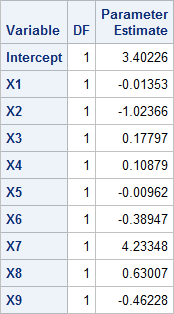 Variable DF Parameter Estimate
Intercept 1 3.40226
X1 1 -0.01353
X2 1 -1.02366
X3 1 0.17797
X4 1 0.10879
X5 1 -0.00962
X6 1 -0.38947
X7 1 4.23348
X8 1 0.63007
X9 1 -0.46228